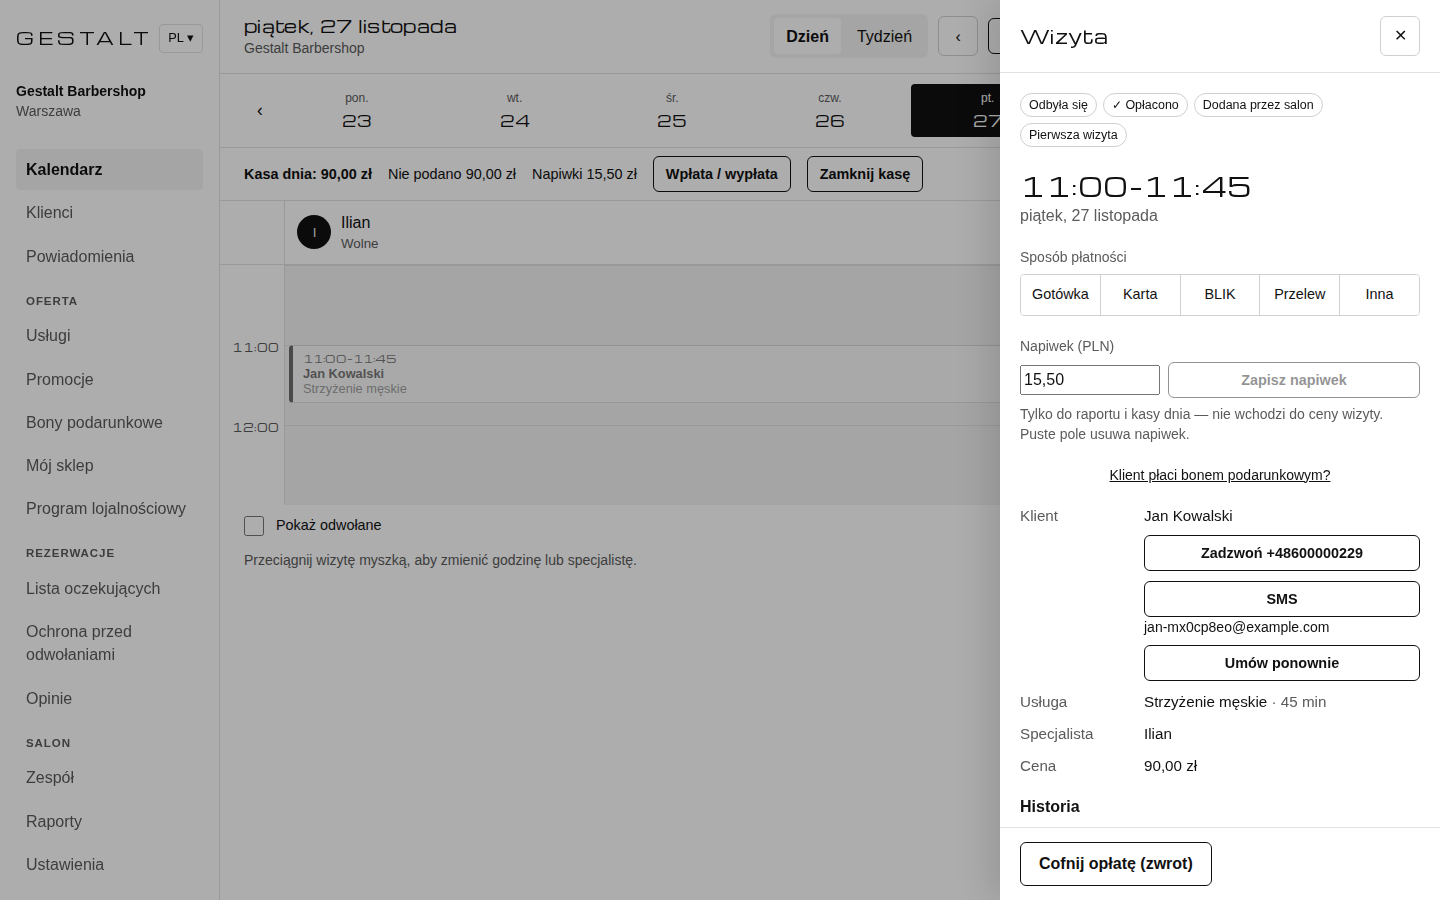 GESTALT
PL ▾
Gestalt Barbershop
Warszawa
Kalendarz
Klienci
Powiadomienia
OFERTA
Usługi
Promocje
Bony podarunkowe
Mój sklep
Program lojalnościowy
REZERWACJE
Lista oczekujących
Ochrona przed
odwołaniami
Opinie
SALON
Zespół
Raporty
Ustawienia
piątek, 27 listopada
Gestalt Barbershop
Dzień
Tydzień
‹
‹
pon.
23
wt.
24
śr.
25
czw.
26
pt.
27
Kasa dnia: 90,00 zł
Nie podano 90,00 zł
Napiwki 15,50 zł
Wpłata / wypłata
Zamknij kasę
I
Ilian
Wolne
11:00
11:00-11:45
Jan Kowalski
Strzyżenie męskie
12:00
Pokaż odwołane
Przeciągnij wizytę myszką, aby zmienić godzinę lub specjalistę.
Wizyta
✕
Odbyła się
✓ Opłacono
Dodana przez salon
Pierwsza wizyta
11:00-11:45
piątek, 27 listopada
Sposób płatności
Gotówka
Karta
BLIK
Przelew
Inna
Napiwek (PLN)
15,50
Zapisz napiwek
Tylko do raportu i kasy dnia — nie wchodzi do ceny wizyty.
Puste pole usuwa napiwek.
Klient płaci bonem podarunkowym?
Klient
Jan Kowalski
Zadzwoń +48600000229
SMS
jan-mx0cp8eo@example.com
Umów ponownie
Usługa
Strzyżenie męskie · 45 min
Specjalista
Ilian
Cena
90,00 zł
Historia
Cofnij opłatę (zwrot)